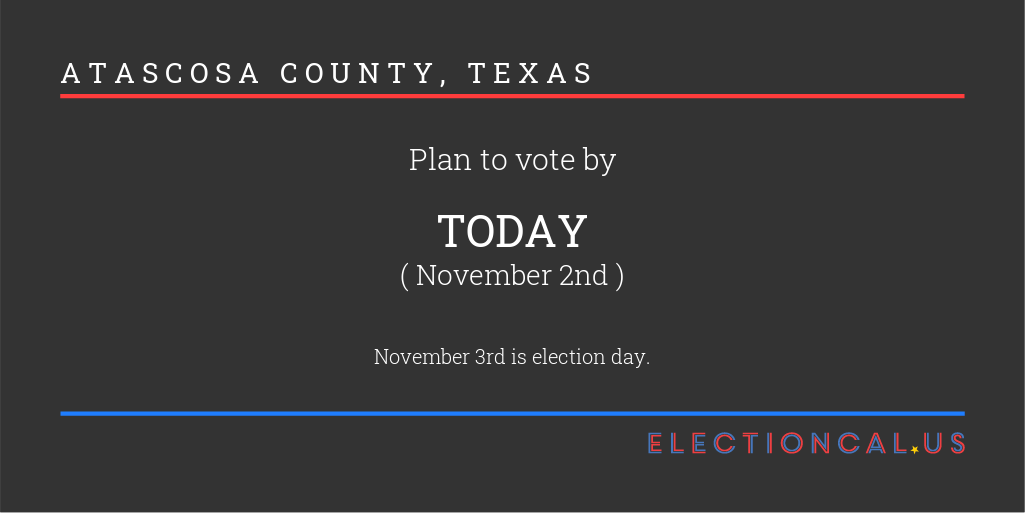 ATASCOSA COUNTY, TEXAS
Plan to vote by
TODAY
( November 2nd )
November 3rd is election day.
ELECTIONCAL.US